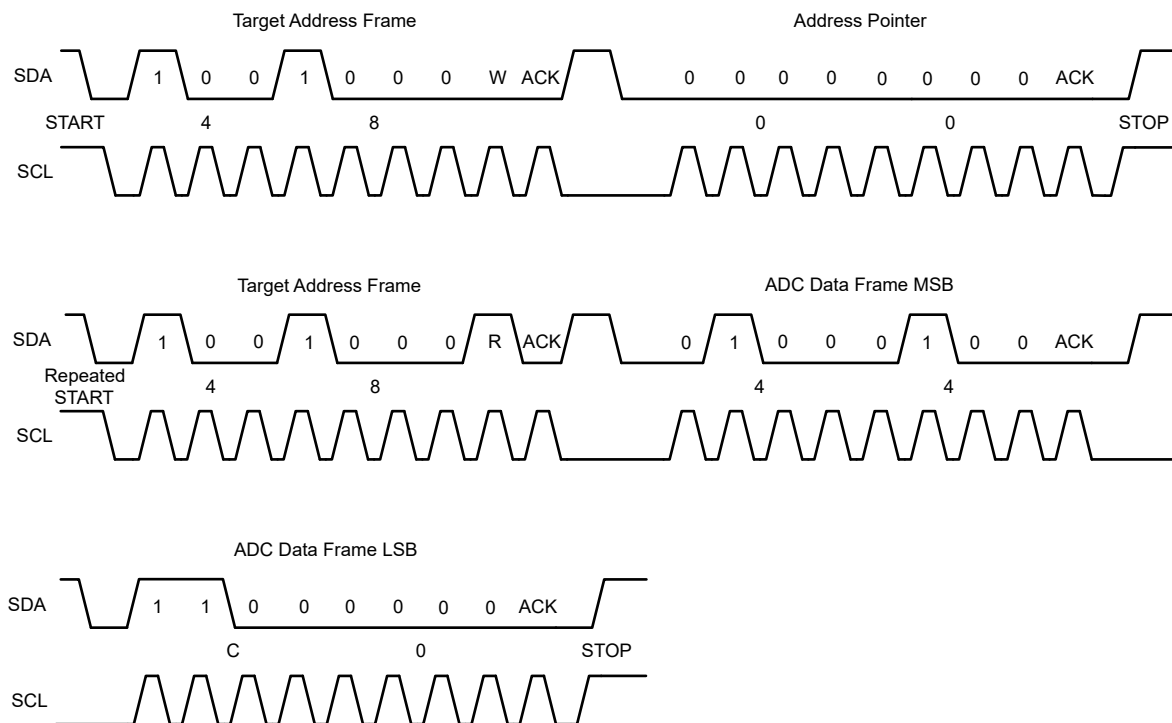 Target Address Frame Address Pointer
SDA 1 0 0 1 0 0 0 W ACK 0 0 0 0 0 0 0 0 ACK
START 4 8 0 0 STOP
SCL
Target Address Frame ADC Data Frame MSB
SDA 1 0 0 1 0 0 0 R ACK 0 1 0 0 0 1 0 0 ACK
Repeated
START 4 8 4 4
SCL
ADC Data Frame LSB
SDA 1 1 0 0 0 0 0 0 ACK
C 0 STOP
SCL